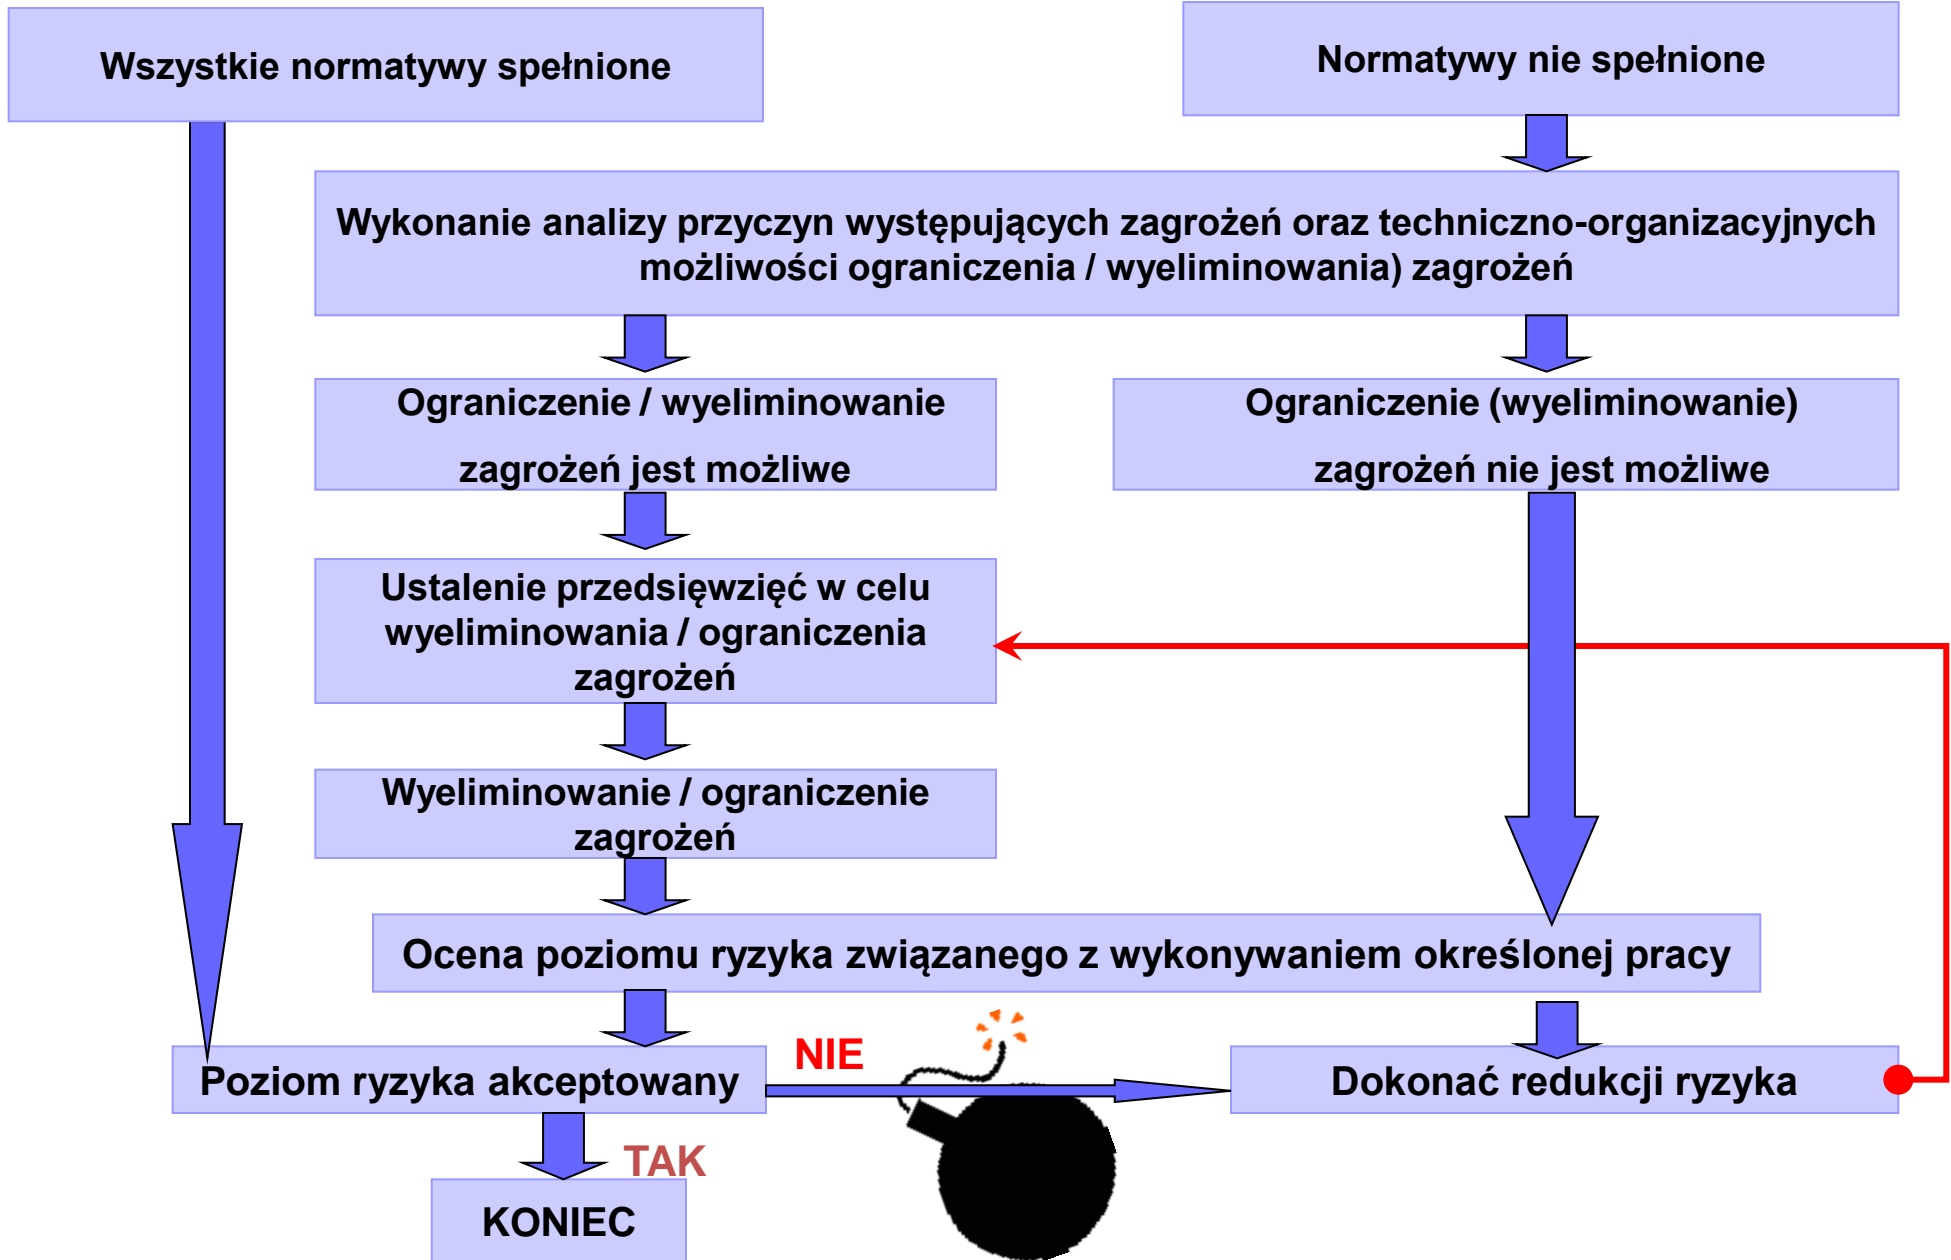 Wszystkie normatywy spełnione
Normatywy nie spełnione
Wykonanie analizy przyczyn występujących zagrożeń oraz techniczno-organizacyjnych
możliwości ograniczenia / wyeliminowania) zagrożeń
Ograniczenie / wyeliminowanie
zagrożeń jest możliwe
Ograniczenie (wyeliminowanie)
zagrożeń nie jest możliwe
Ustalenie przedsięwzięć w celu
wyeliminowania / ograniczenia
zagrożeń
Wyeliminowanie / ograniczenie
zagrożeń
Ocena poziomu ryzyka związanego z wykonywaniem określonej pracy
Poziom ryzyka akceptowany
NIE
Dokonać redukcji ryzyka
TAK
KONIEC